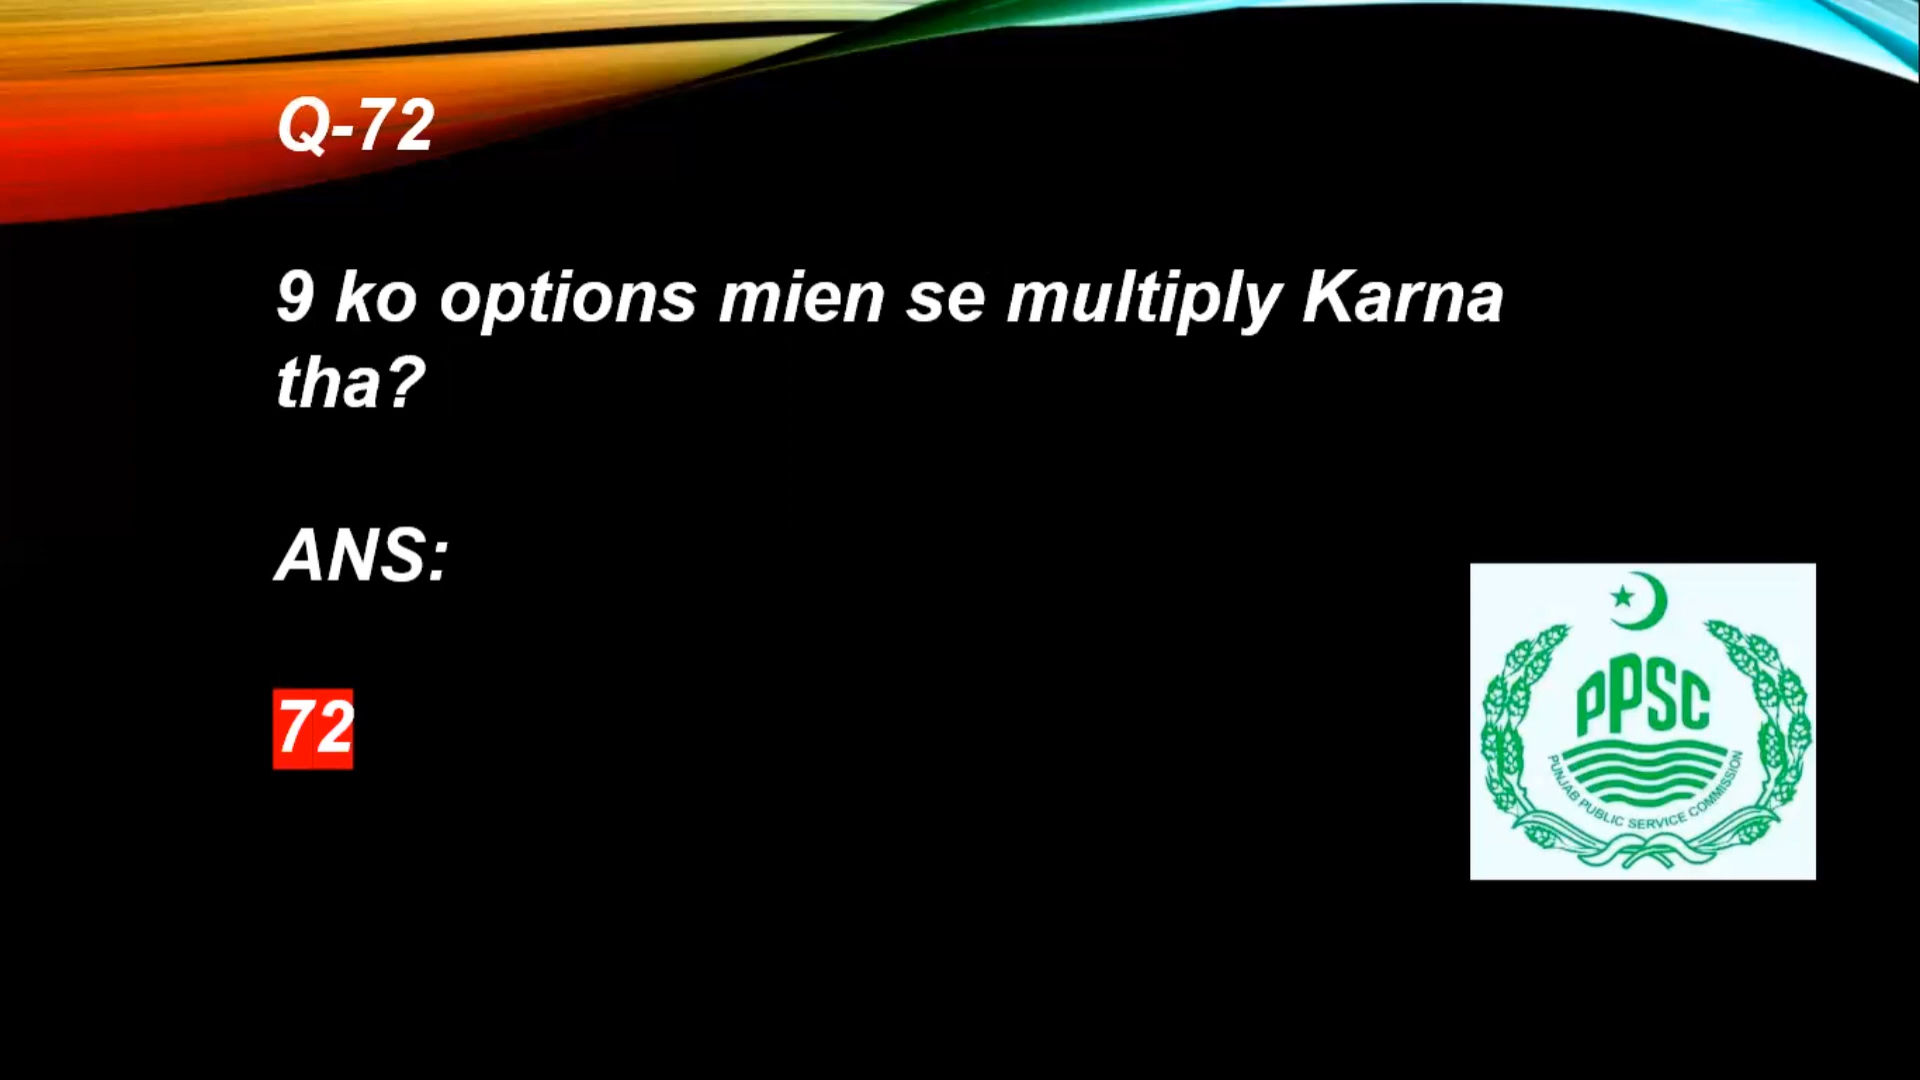 Q-72
9 ko options mien se multiply Karna
tha?
ANS:
72
PPSC
PUNJAB PUBLIC SERVICE COMMISSION